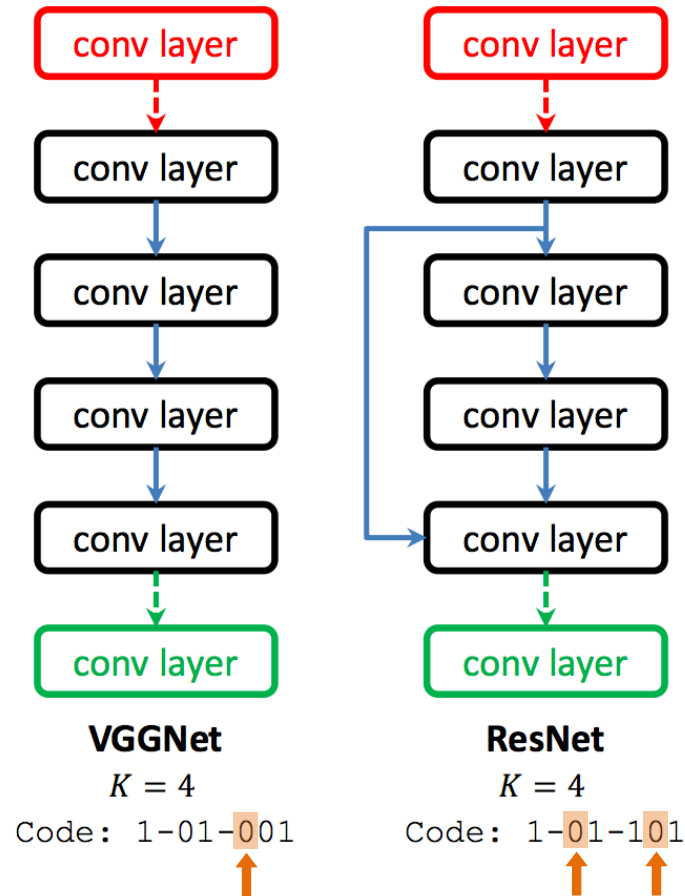 conv layer
conv layer
conv layer
conv layer
conv layer
conv layer
VGGNet
K = 4
Code: 1-01-001
conv layer
conv layer
conv layer
conv layer
conv layer
conv layer
ResNet
K = 4
Code: 1-01-101